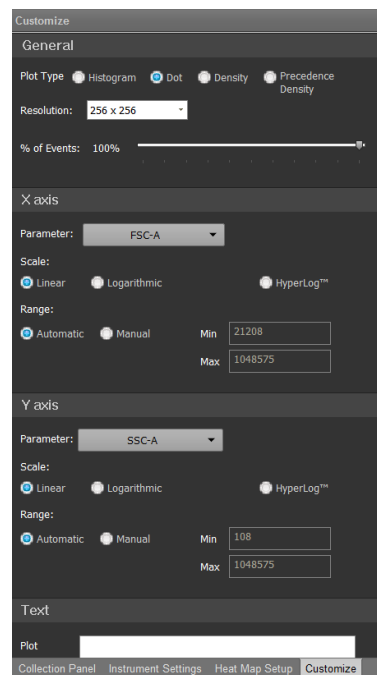 Customize
General
Plot Type Histogram Dot Density Precedence
Density
Resolution: 256 x 256
% of Events: 100%
X axis
Parameter: FSC-A
Scale:
Linear Logarithmic HyperLog™
Range:
Automatic Manual Min 21208
Max 1048575
Y axis
Parameter: SSC-A
Scale:
Linear Logarithmic HyperLog™
Range:
Automatic Manual Min 108
Max 1048575
Text
Plot
Collection Panel Instrument Settings Heat Map Setup Customize